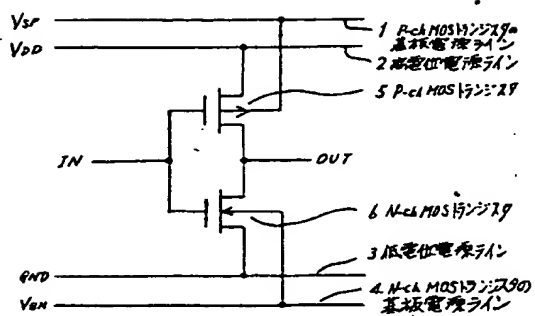 VSP
1 P-ch MOSトランジスタの
基板電源ライン
VDD
2 高電位電源ライン
5 P-ch MOSトランジスタ
IN
OUT
6 N-ch MOSトランジスタ
3 低電位電源ライン
GND
4 N-ch MOSトランジスタの
基板電源ライン
VBN